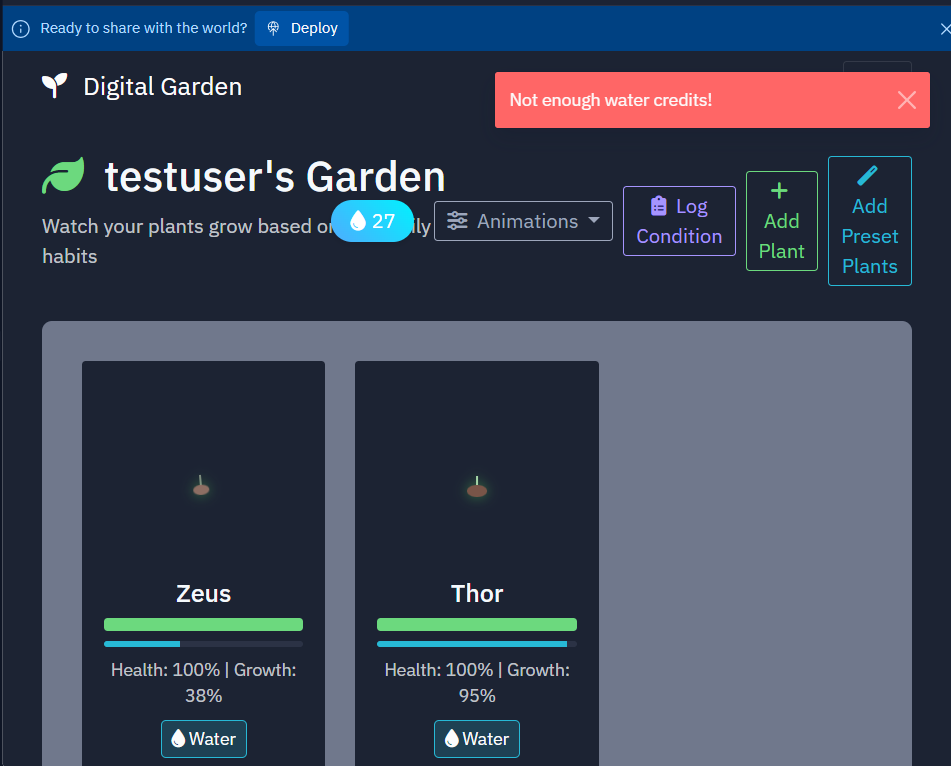 Ready to share with the world? Deploy
Digital Garden
Not enough water credits!
testuser's Garden
Watch your plants grow based
habits
27
Animations
Log
Condition
Add
Plant
Add
Preset
Plants
Zeus
Health: 100% | Growth:
38%
Water
Thor
Health: 100% | Growth:
95%
Water